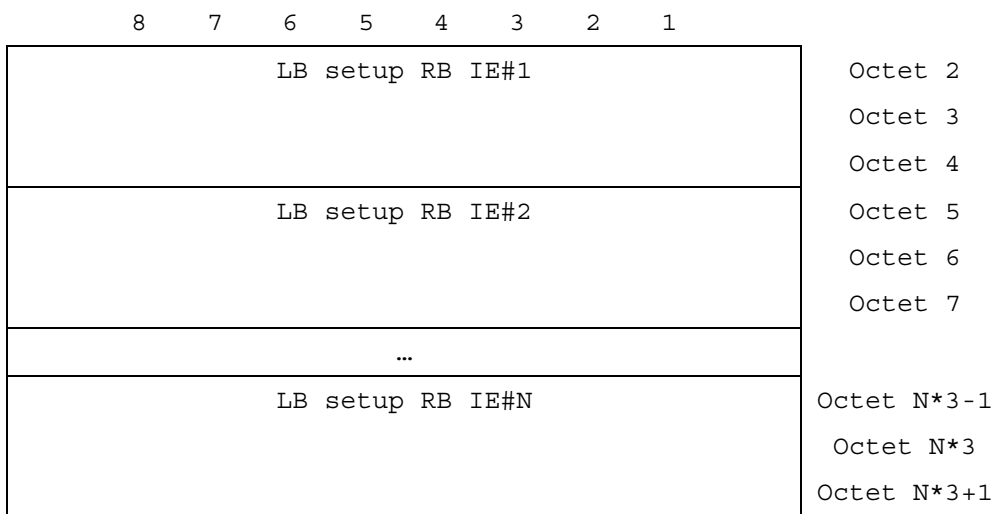 8 7 6 5 4 3 2 1
LB setup RB IE#1 Octet 2
Octet 3
Octet 4
LB setup RB IE#2 Octet 5
Octet 6
Octet 7
…
LB setup RB IE#N Octet N*3-1
Octet N*3
Octet N*3+1